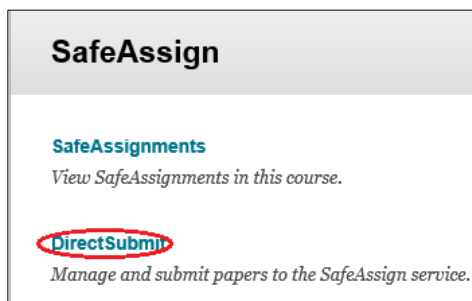 SafeAssign
SafeAssignments
View SafeAssignments in this course.
DirectSubmit
Manage and submit papers to the SafeAssign service.